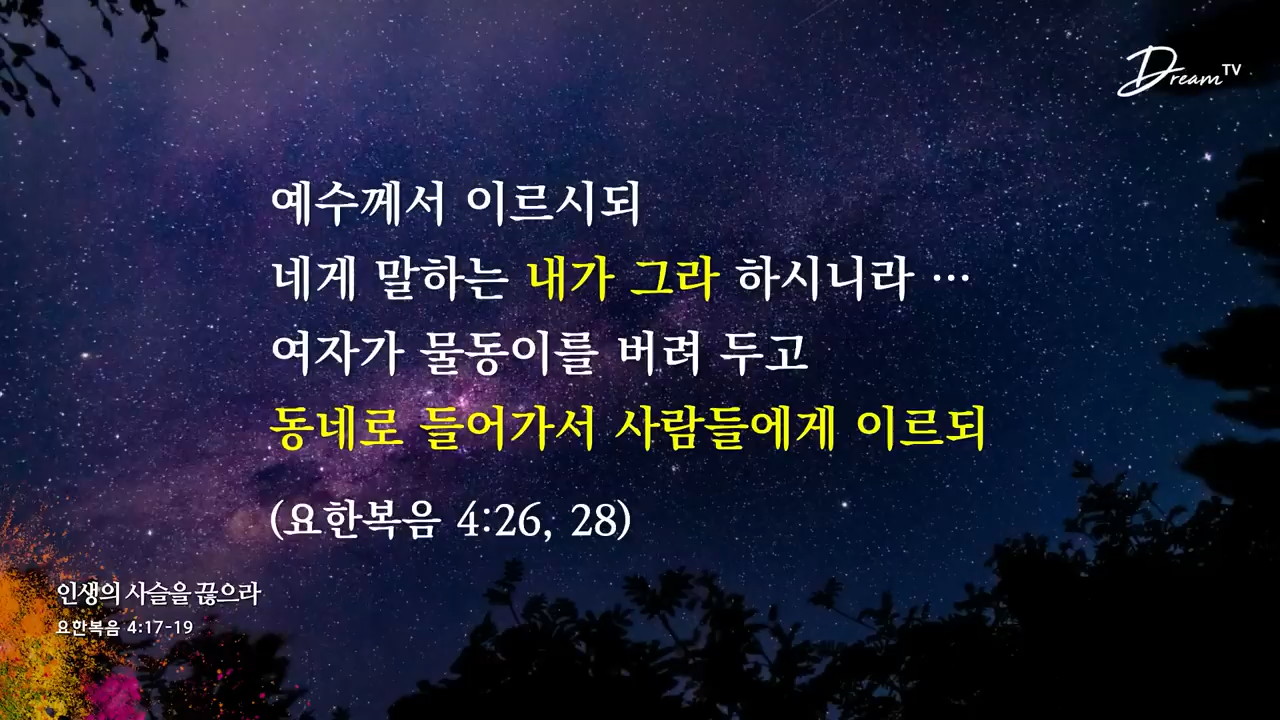 Dream TV
예수께서 이르시되
네게 말하는 내가 그라 하시니라 …
여자가 물동이를 버려 두고
동네로 들어가서 사람들에게 이르되
(요한복음 4:26, 28)
인생의 사슬을 끊으라
요한복음 4:17-19